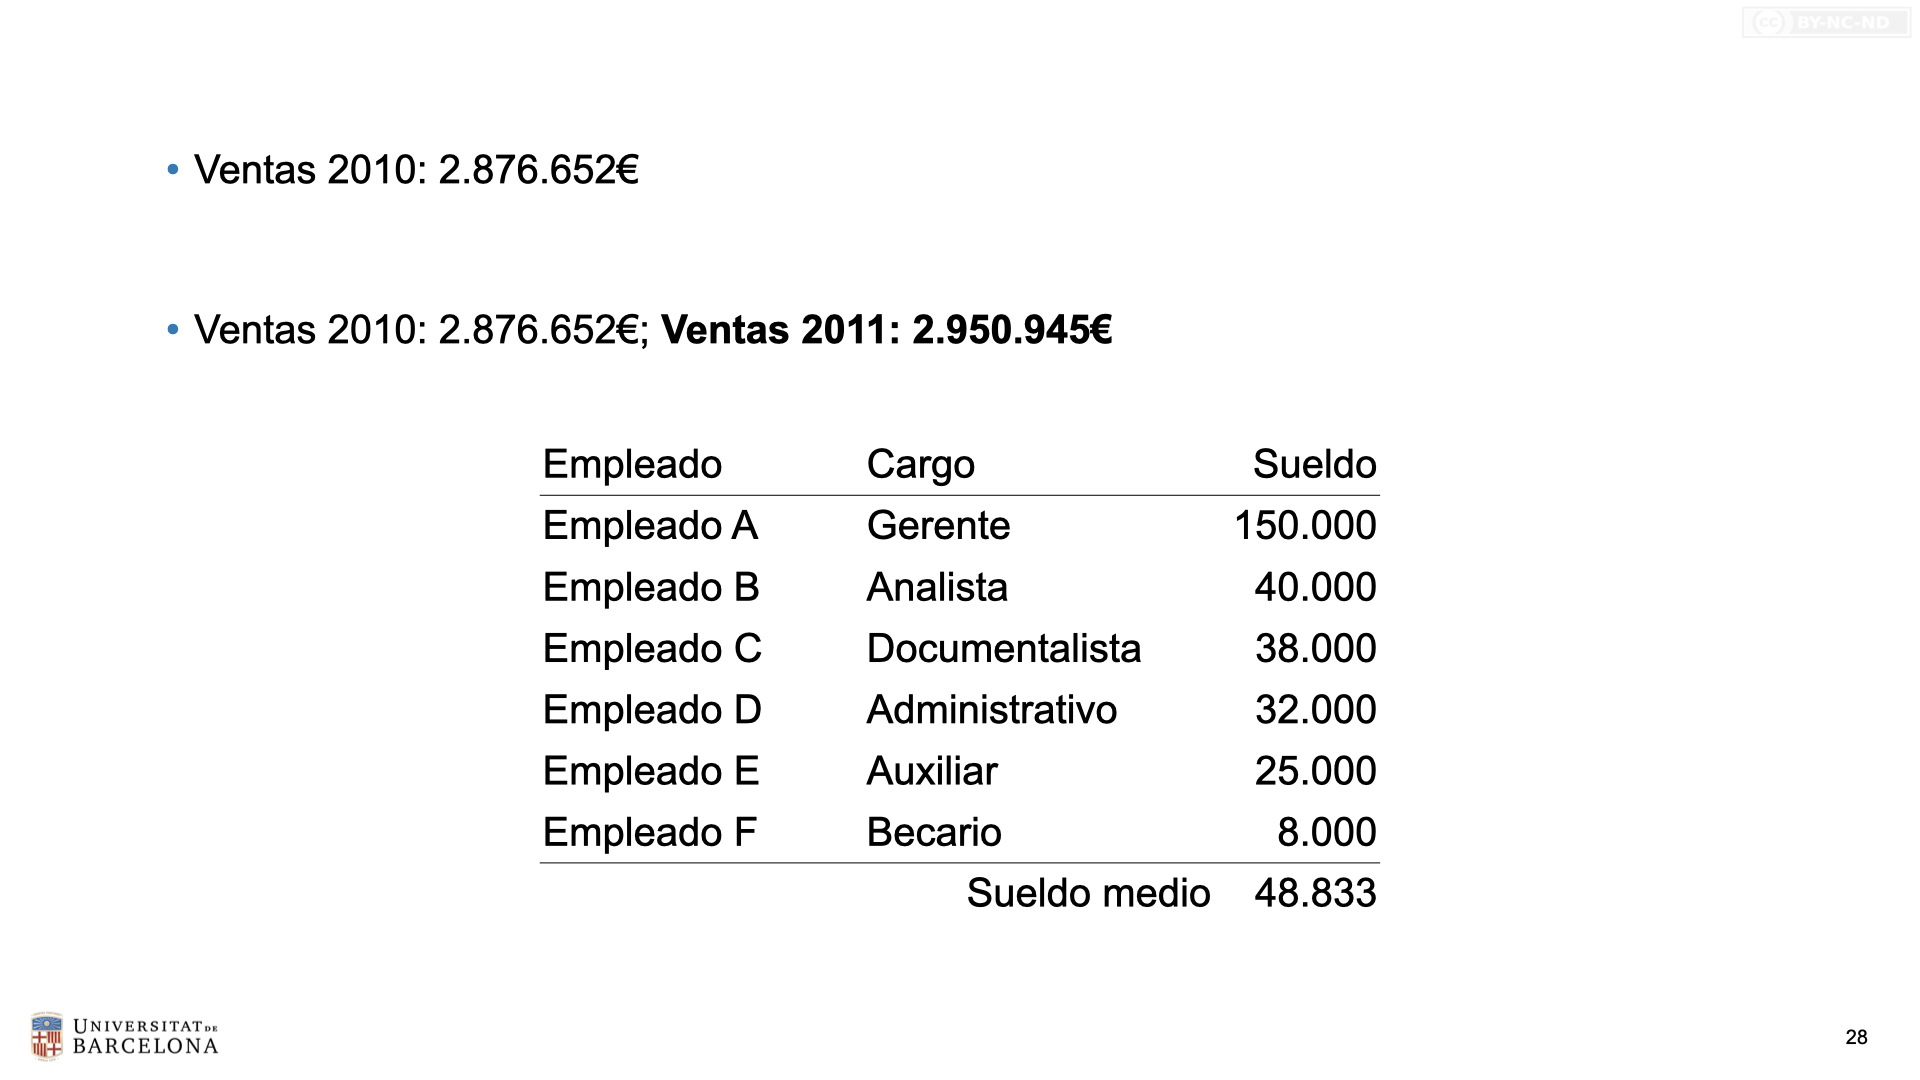 BY-NC-ND
• Ventas 2010: 2.876.652€
• Ventas 2010: 2.876.652€; Ventas 2011: 2.950.945€
Empleado Cargo Sueldo
Empleado A Gerente 150.000
Empleado B Analista 40.000
Empleado C Documentalista 38.000
Empleado D Administrativo 32.000
Empleado E Auxiliar 25.000
Empleado F Becario 8.000
Sueldo medio 48.833
UNIVERSITAT DE
BARCELONA
28